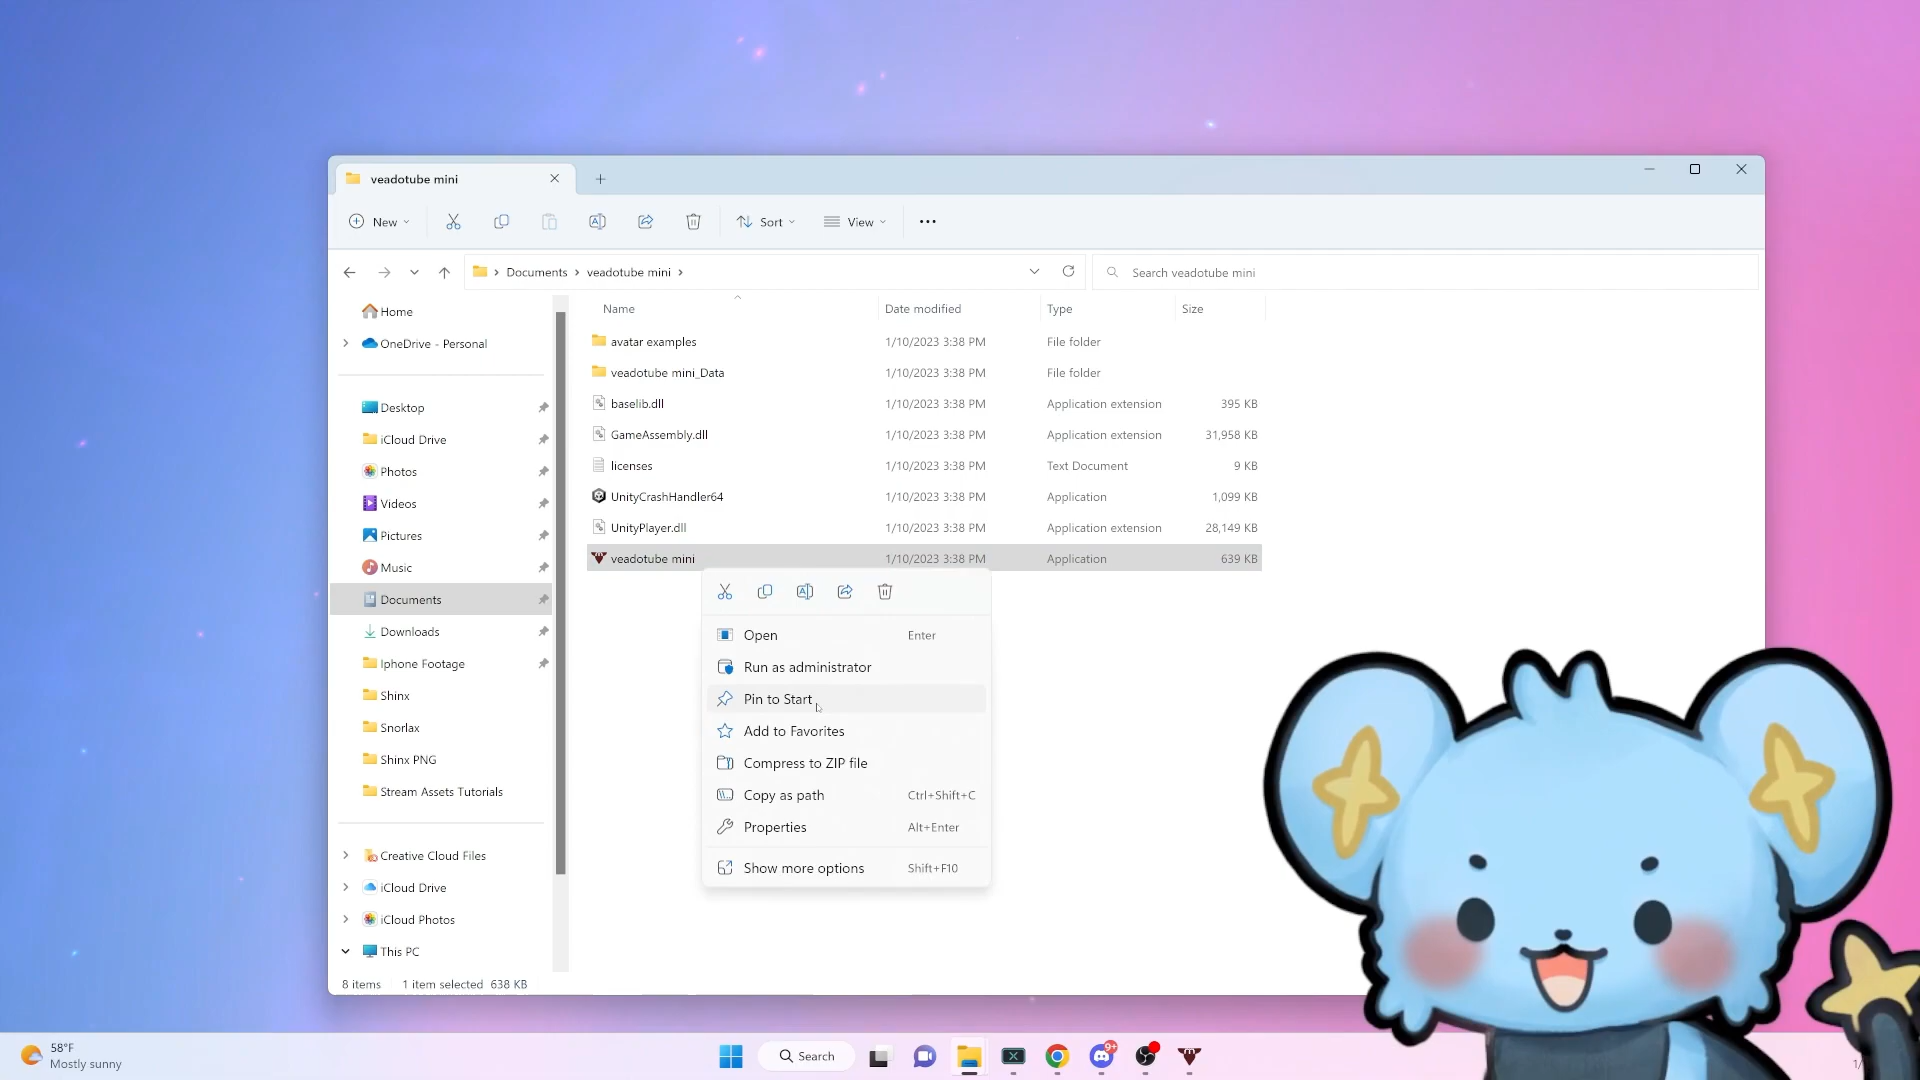 veadotube mini
New
Sort
View
Documents
veadotube mini
Search veadotube mini
Home
OneDrive - Personal
Desktop
iCloud Drive
Photos
Videos
Pictures
Music
Documents
Downloads
Iphone Footage
Shinx
Snorlax
Shinx PNG
Stream Assets Tutorials
Creative Cloud Files
iCloud Drive
iCloud Photos
This PC
Name Date modified Type Size
avatar examples 1/10/2023 3:38 PM File folder
veadotube mini_Data 1/10/2023 3:38 PM File folder
baselib.dll 1/10/2023 3:38 PM Application extension 395 KB
GameAssembly.dll 1/10/2023 3:38 PM Application extension 31,958 KB
licenses 1/10/2023 3:38 PM Text Document 9 KB
UnityCrashHandler64 1/10/2023 3:38 PM Application 1,099 KB
UnityPlayer.dll 1/10/2023 3:38 PM Application extension 28,149 KB
veadotube mini 1/10/2023 3:38 PM Application 639 KB
Open Enter
Run as administrator
Pin to Start
Add to Favorites
Compress to ZIP file
Copy as path Ctrl+Shift+C
Properties Alt+Enter
Show more options Shift+F10
8 items 1 item selected 638 KB
58°F
Mostly sunny
Search
9+
1/